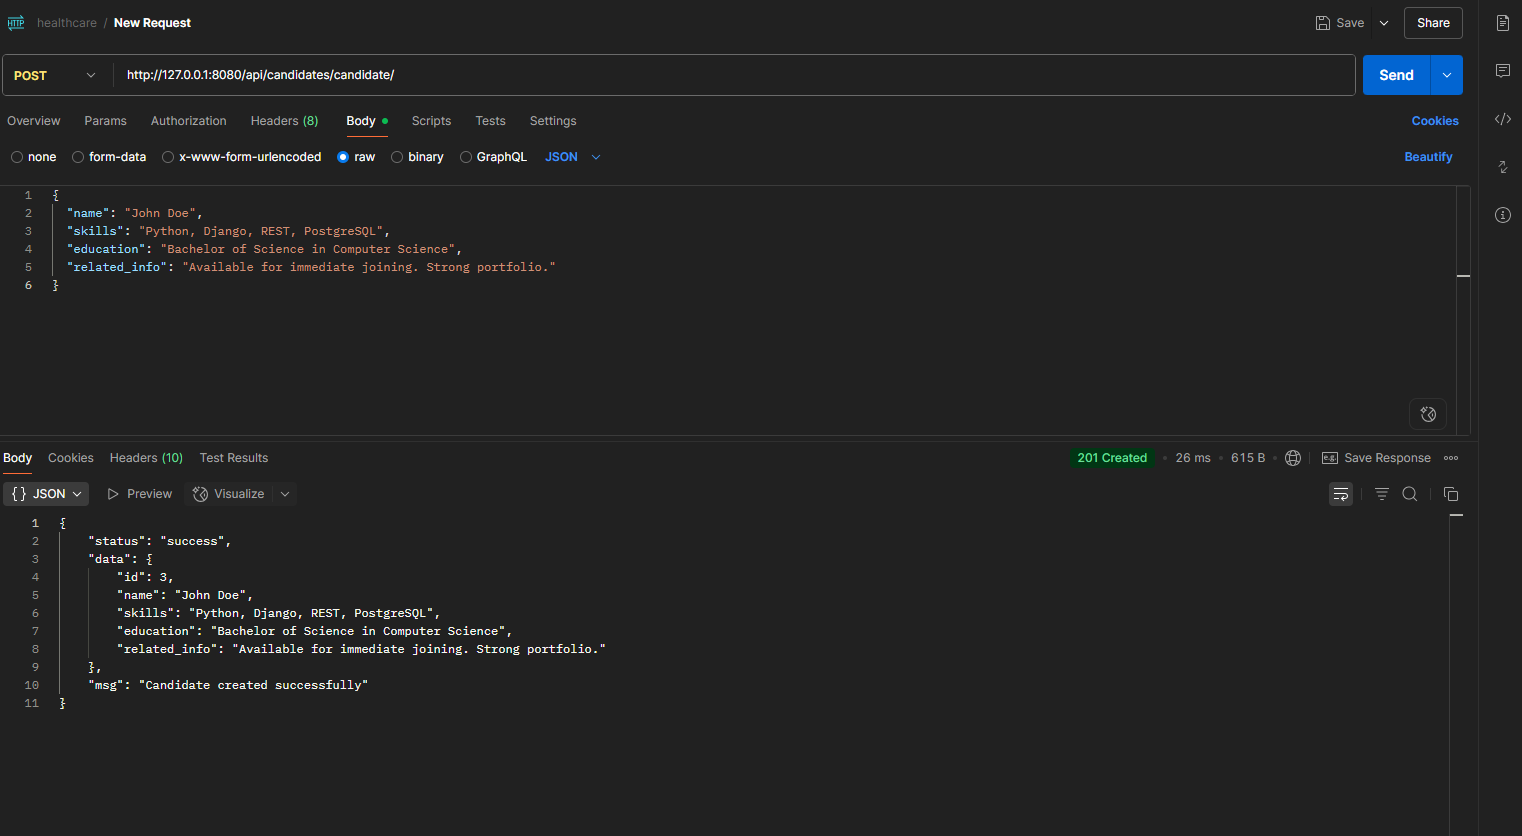 HTTP healthcare / New Request Save Share
POST http://127.0.0.1:8080/api/candidates/candidate/ Send
Overview Params Authorization Headers (8) Body Scripts Tests Settings Cookies
none form-data x-www-form-urlencoded raw binary GraphQL JSON Beautify
1 {
2 "name": "John Doe",
3 "skills": "Python, Django, REST, PostgreSQL",
4 "education": "Bachelor of Science in Computer Science",
5 "related_info": "Available for immediate joining. Strong portfolio."
6 }
Body Cookies Headers (10) Test Results 201 Created • 26 ms • 615 B • e.g. Save Response
{} JSON Preview Visualize
1 {
2 "status": "success",
3 "data": {
4 "id": 3,
5 "name": "John Doe",
6 "skills": "Python, Django, REST, PostgreSQL",
7 "education": "Bachelor of Science in Computer Science",
8 "related_info": "Available for immediate joining. Strong portfolio."
9 },
10 "msg": "Candidate created successfully"
11 }